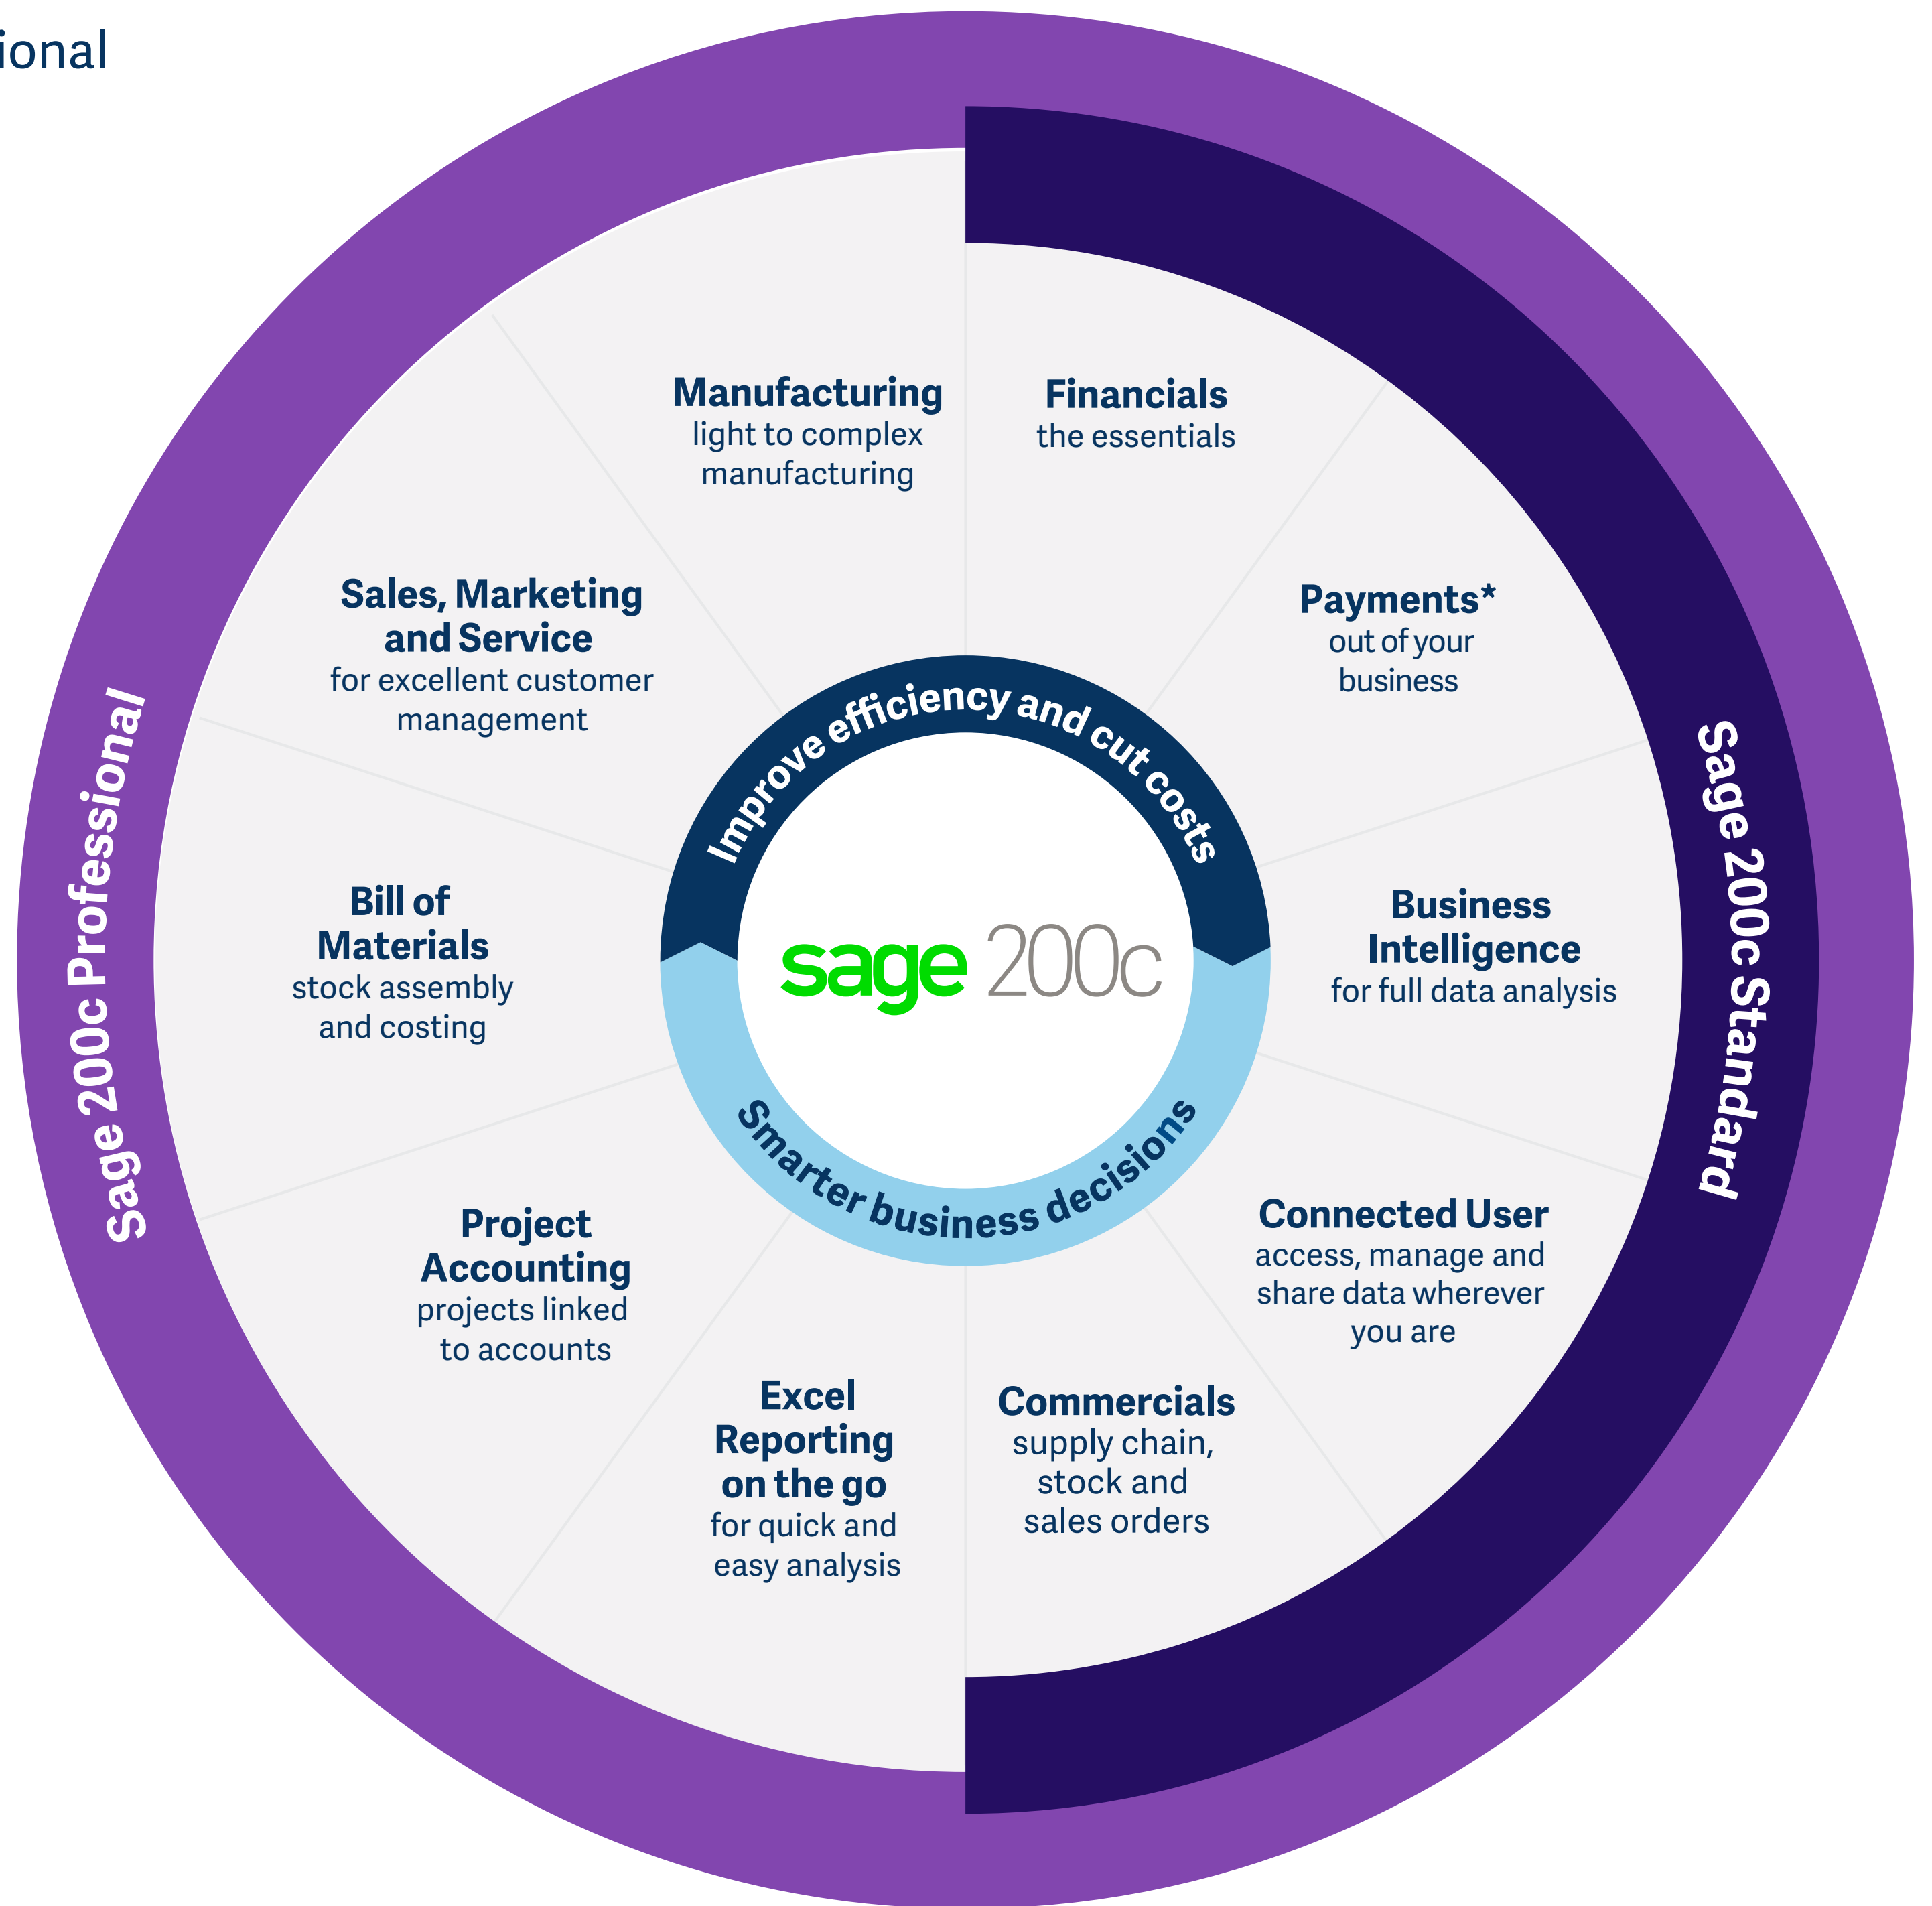 ional
Manufacturing
light to complex
manufacturing
Financials
the essentials
Sales, Marketing
and Service
for excellent customer
management
Payments*
out of your
business
Improve efficiency and cut costs
Sage 200c Professional
Bill of
Materials
stock assembly
and costing
sage 200c
Business
Intelligence
for full data analysis
Sage 200c Standard
Smarter business decisions
Project
Accounting
projects linked
to accounts
Connected User
access, manage and
share data wherever
you are
Excel
Reporting
on the go
for quick and
easy analysis
Commercials
supply chain,
stock and
sales orders